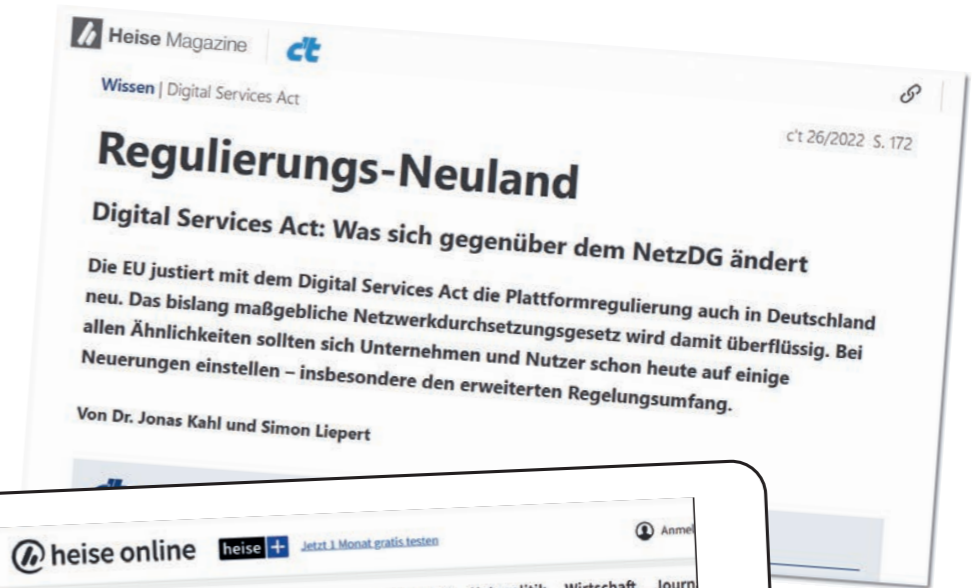 Heise Magazine c't
Wissen | Digital Services Act
c't 26/2022 S. 172
Regulierungs-Neuland
Digital Services Act: Was sich gegenüber dem NetzDG ändert
Die EU justiert mit dem Digital Services Act die Plattformregulierung auch in Deutschland
neu. Das bislang maßgebliche Netzwerkdurchsetzungsgesetz wird damit überflüssig. Bei
allen Ähnlichkeiten sollten sich Unternehmen und Nutzer schon heute auf einige
Neuerungen einstellen – insbesondere den erweiterten Regelungsumfang.
Von Dr. Jonas Kahl und Simon Liepert
heise online heise + Jetzt 1 Monat gratis testen Anmel
Wirtschaft Journ